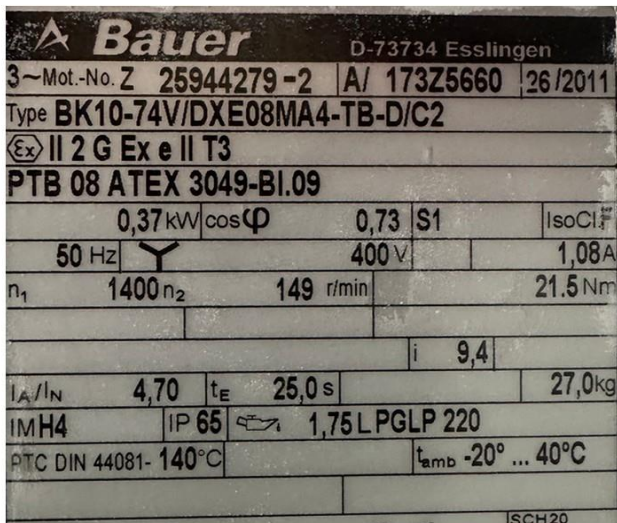 Bauer D-73734 Esslingen
3~Mot.-No. Z 25944279-2 A/ 173Z5660 26/2011
Type BK10-74V/DXE08MA4-TB-D/C2
Ex II 2 G Ex e II T3
PTB 08 ATEX 3049-BI.09
0,37 kW cosφ 0,73 S1 IsoCl.F
50 Hz Y 400 V 1,08A
n₁ 1400 n₂ 149 r/min 21.5 Nm
i 9,4
IA/IN 4,70 tE 25,0 s 27,0kg
IM H4 IP 65 1,75 L PGLP 220
PTC DIN 44081- 140°C tamb -20° ... 40°C
SCH20